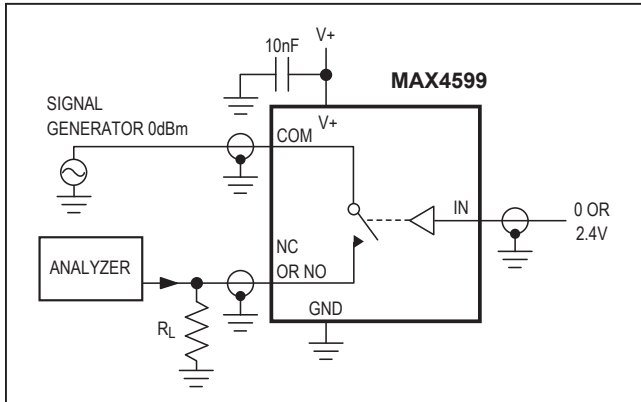 V+
10nF
MAX4599
SIGNAL
GENERATOR 0dBm
V+
COM
IN
0 OR
2.4V
NC
ANALYZER
OR NO
GND
RL